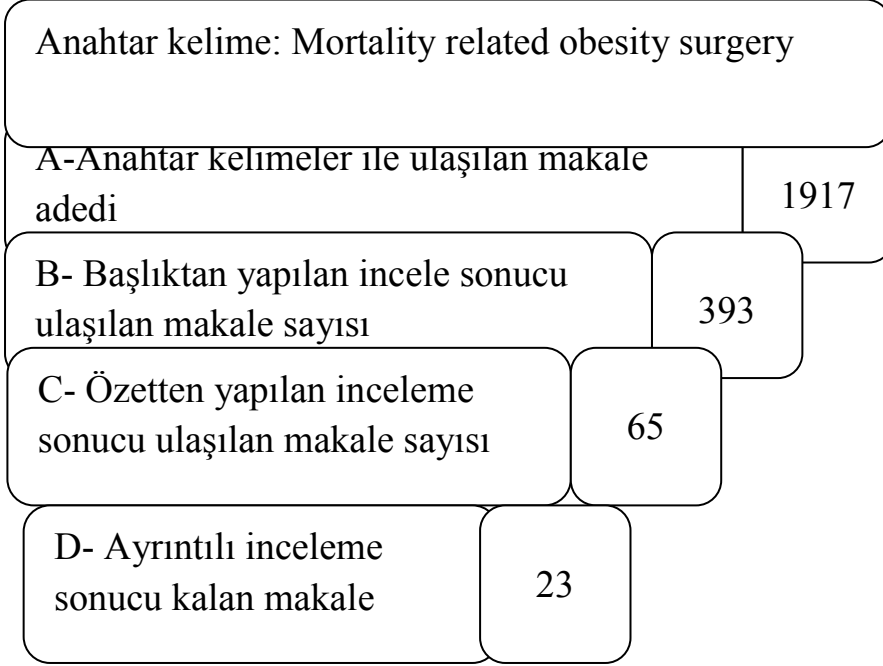 Anahtar kelime: Mortality related obesity surgery
A-Anahtar kelimeler ile ulaşılan makale
adedi
1917
B- Başlıktan yapılan incele sonucu
ulaşılan makale sayısı
393
C- Özetten yapılan inceleme
sonucu ulaşılan makale sayısı
65
D- Ayrıntılı inceleme
sonucu kalan makale
23